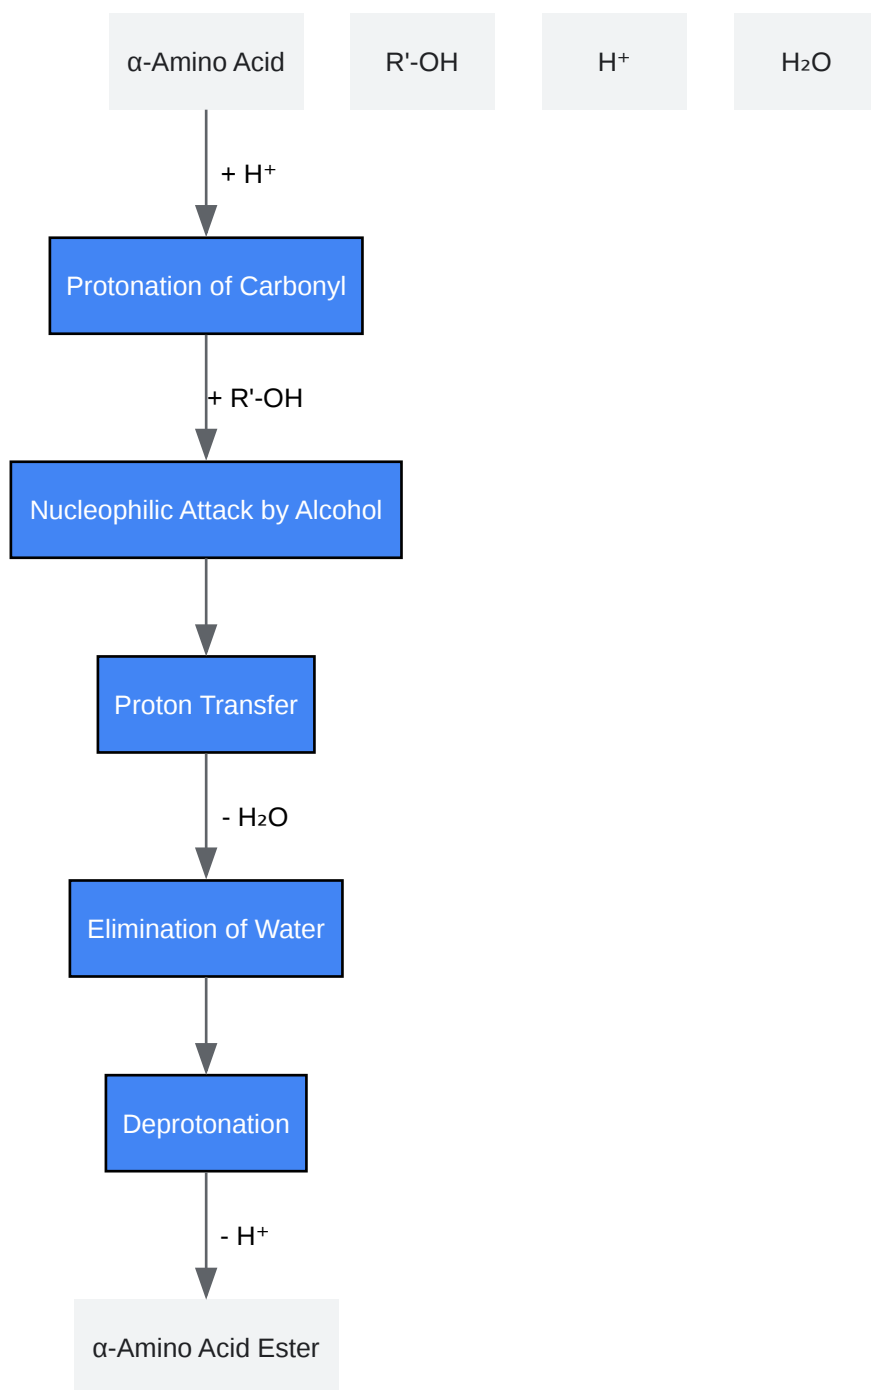 α-Amino Acid
R'-OH
H⁺
H₂O
+ H⁺
Protonation of Carbonyl
+ R'-OH
Nucleophilic Attack by Alcohol
Proton Transfer
- H₂O
Elimination of Water
Deprotonation
- H⁺
α-Amino Acid Ester